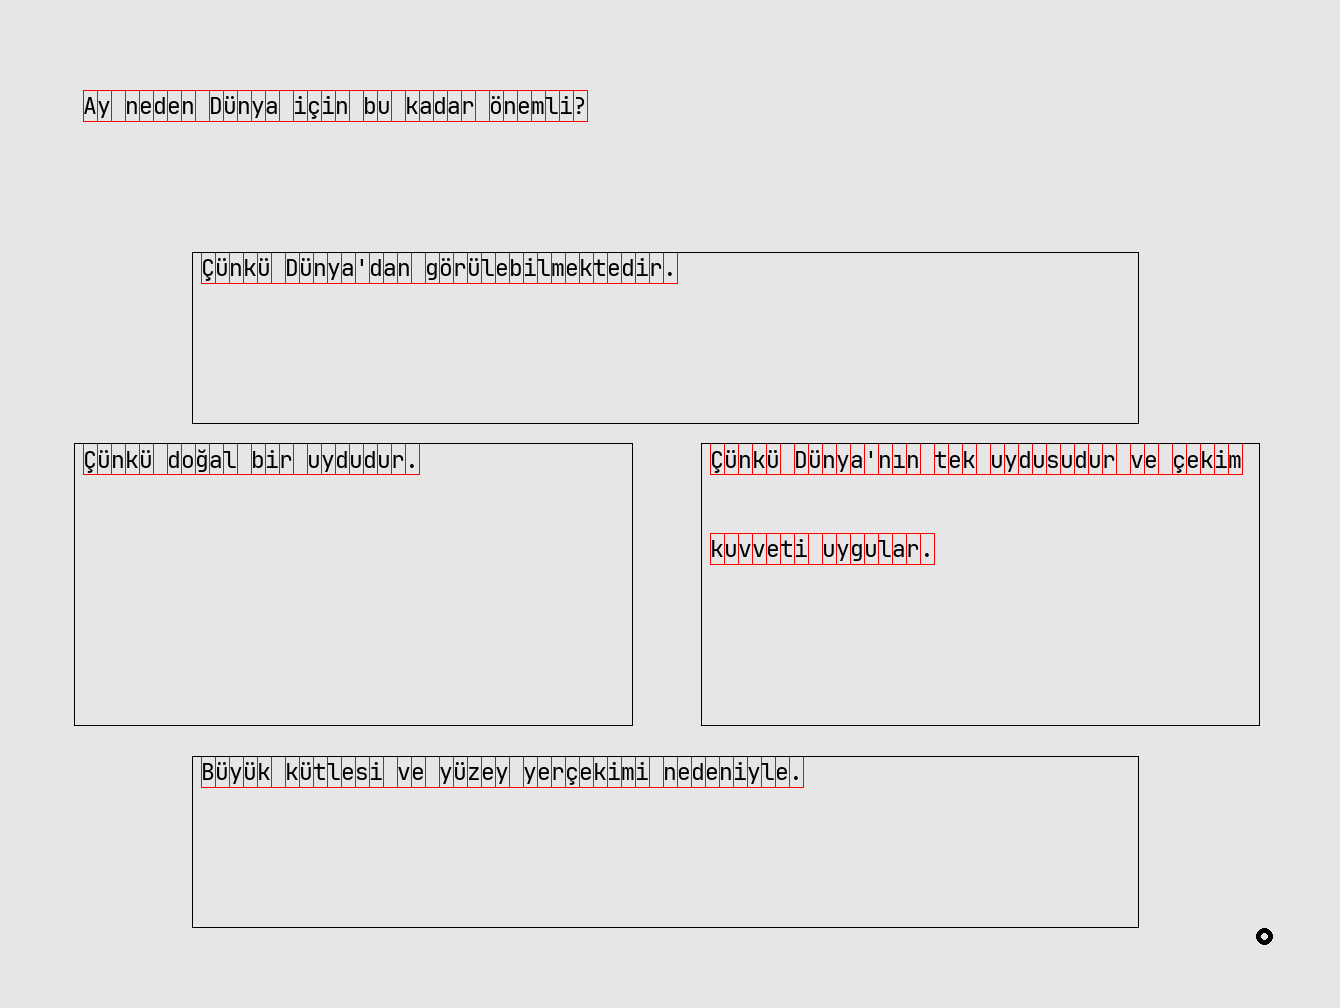 Ay neden Dünya için bu kadar önemli?
Çünkü Dünya'dan görülebilmektedir.
Çünkü doğal bir uydudur.
Çünkü Dünya'nın tek uydusudur ve çekim
kuvveti uygular.
Büyük kütlesi ve yüzey yerçekimi nedeniyle.